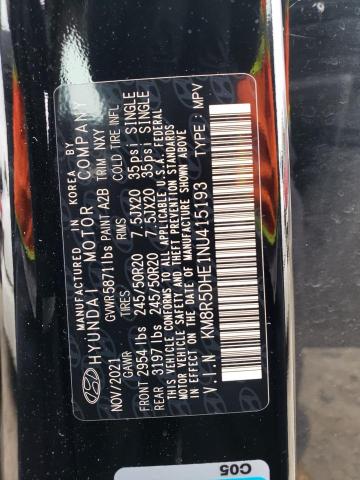 MANUFACTURED IN KOREA BY
HYUNDAI MOTOR COMPANY
NOV/2021 GVWR5871lbs PAINT A2B TRIM NXY
GAWR TIRES RIMS COLD TIRE INFL
FRONT 2954 lbs 245/50R20 7.5JX20 35psi SINGLE
REAR 3197 lbs 245/50R20 7.5JX20 35psi SINGLE
THIS VEHICLE CONFORMS TO ALL APPLICABLE U.S.A. FEDERAL
MOTOR VEHICLE SAFETY AND THEFT PREVENTION STANDARDS
IN EFFECT ON THE DATE OF MANUFACTURE SHOWN ABOVE
V.I.N : KM8R5DHE1NU415193 TYPE : MPV
C05